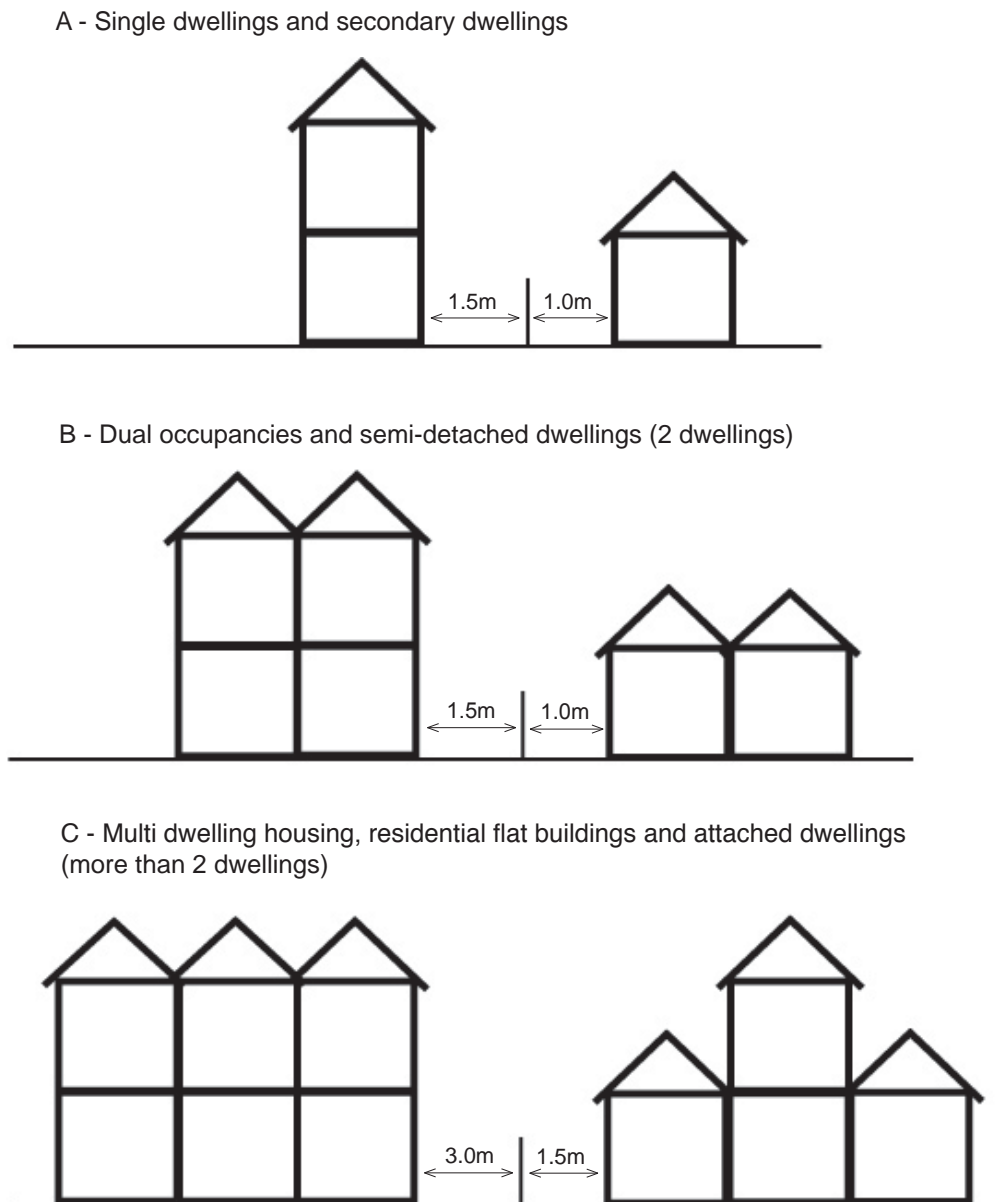 A - Single dwellings and secondary dwellings
1.5m 1.0m
B - Dual occupancies and semi-detached dwellings (2 dwellings)
1.5m 1.0m
C - Multi dwelling housing, residential flat buildings and attached dwellings
(more than 2 dwellings)
3.0m 1.5m